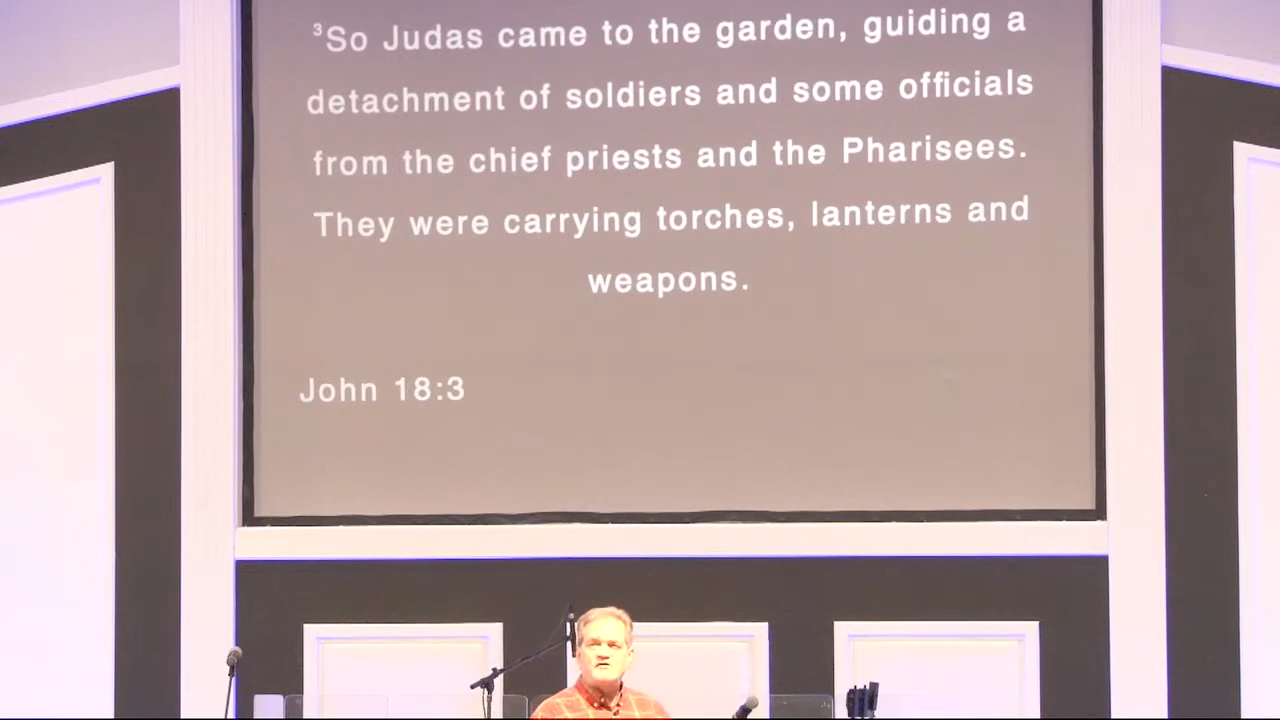 ³So Judas came to the garden, guiding a
detachment of soldiers and some officials
from the chief priests and the Pharisees.
They were carrying torches, lanterns and
weapons.
John 18:3